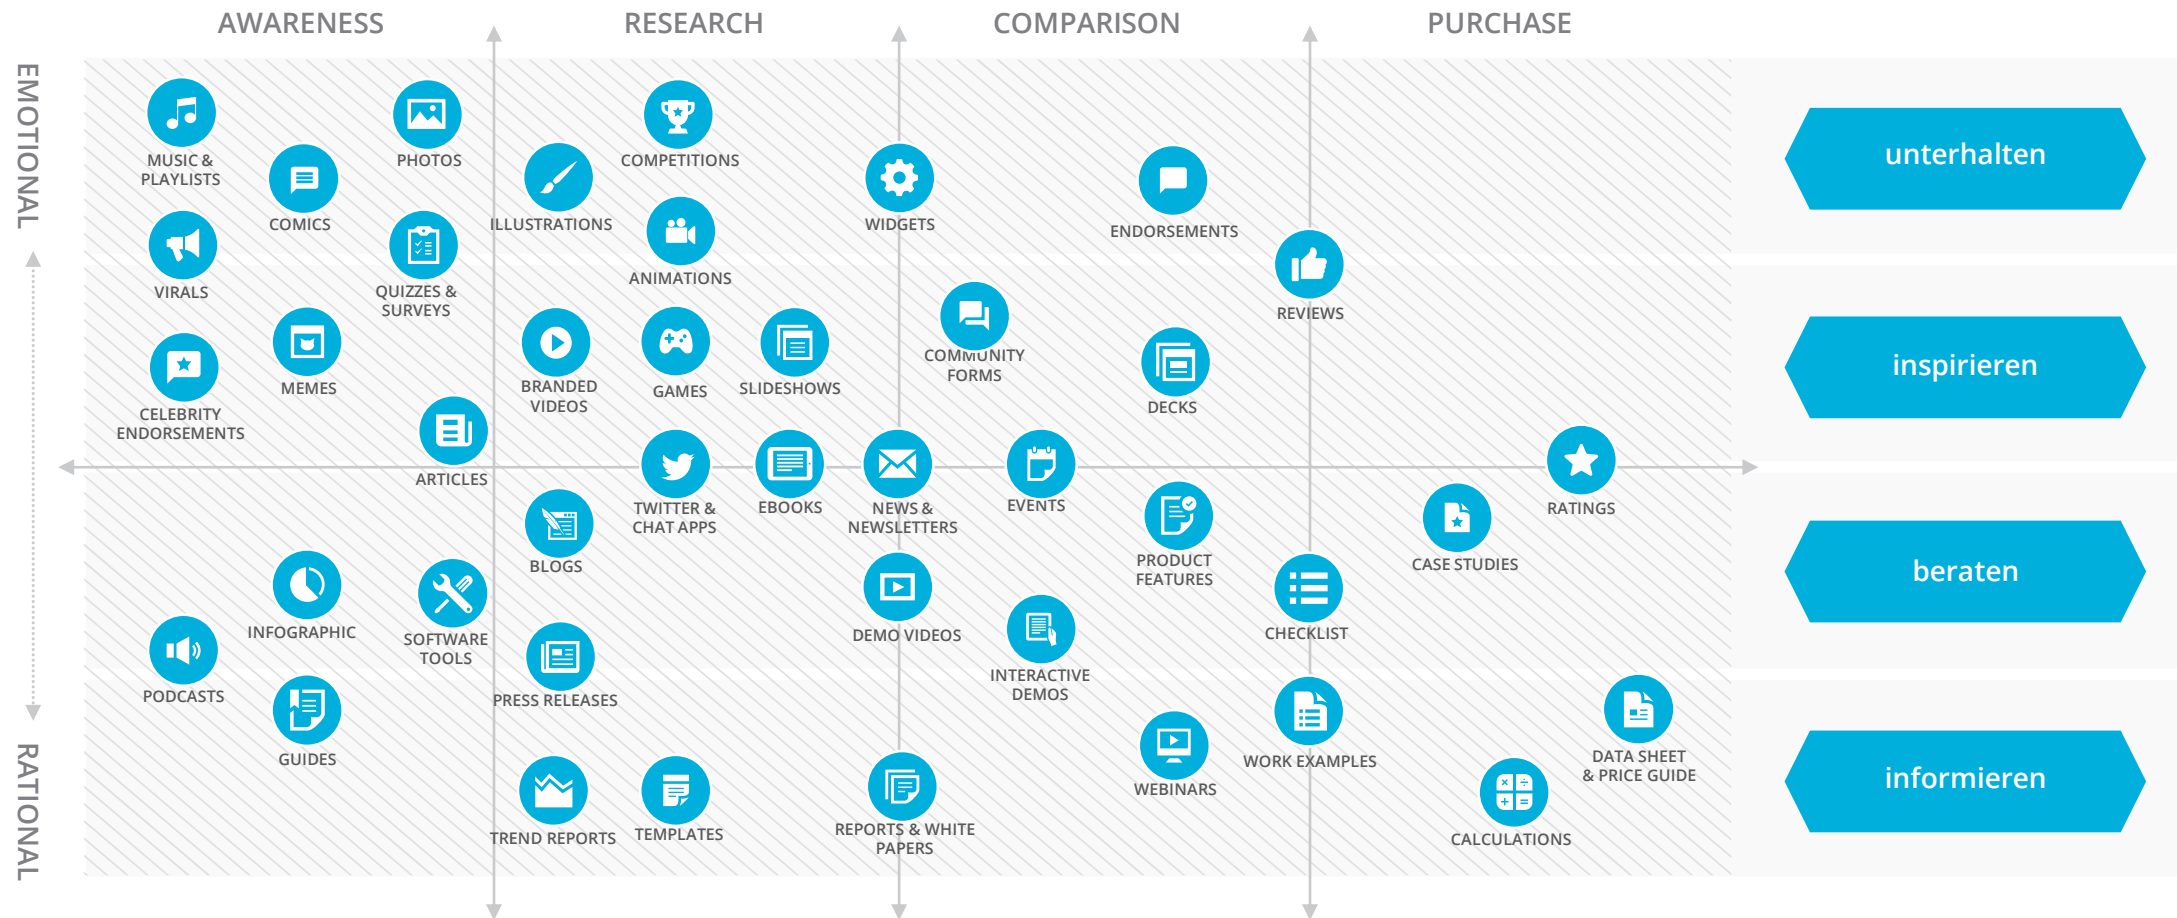 AWARENESS
RESEARCH
COMPARISON
PURCHASE
EMOTIONAL
RATIONAL
MUSIC &
PLAYLISTS
PHOTOS
COMICS
VIRALS
QUIZZES &
SURVEYS
MEMES
CELEBRITY
ENDORSEMENTS
ARTICLES
INFOGRAPHIC
SOFTWARE
TOOLS
PODCASTS
GUIDES
COMPETITIONS
ILLUSTRATIONS
ANIMATIONS
BRANDED
VIDEOS
GAMES
SLIDESHOWS
TWITTER &
CHAT APPS
EBOOKS
BLOGS
PRESS RELEASES
TREND REPORTS
TEMPLATES
WIDGETS
NEWS &
NEWSLETTERS
DEMO VIDEOS
REPORTS & WHITE
PAPERS
ENDORSEMENTS
COMMUNITY
FORMS
DECKS
EVENTS
PRODUCT
FEATURES
INTERACTIVE
DEMOS
WEBINARS
REVIEWS
CHECKLIST
WORK EXAMPLES
RATINGS
CASE STUDIES
DATA SHEET
& PRICE GUIDE
CALCULATIONS
unterhalten
inspirieren
beraten
informieren